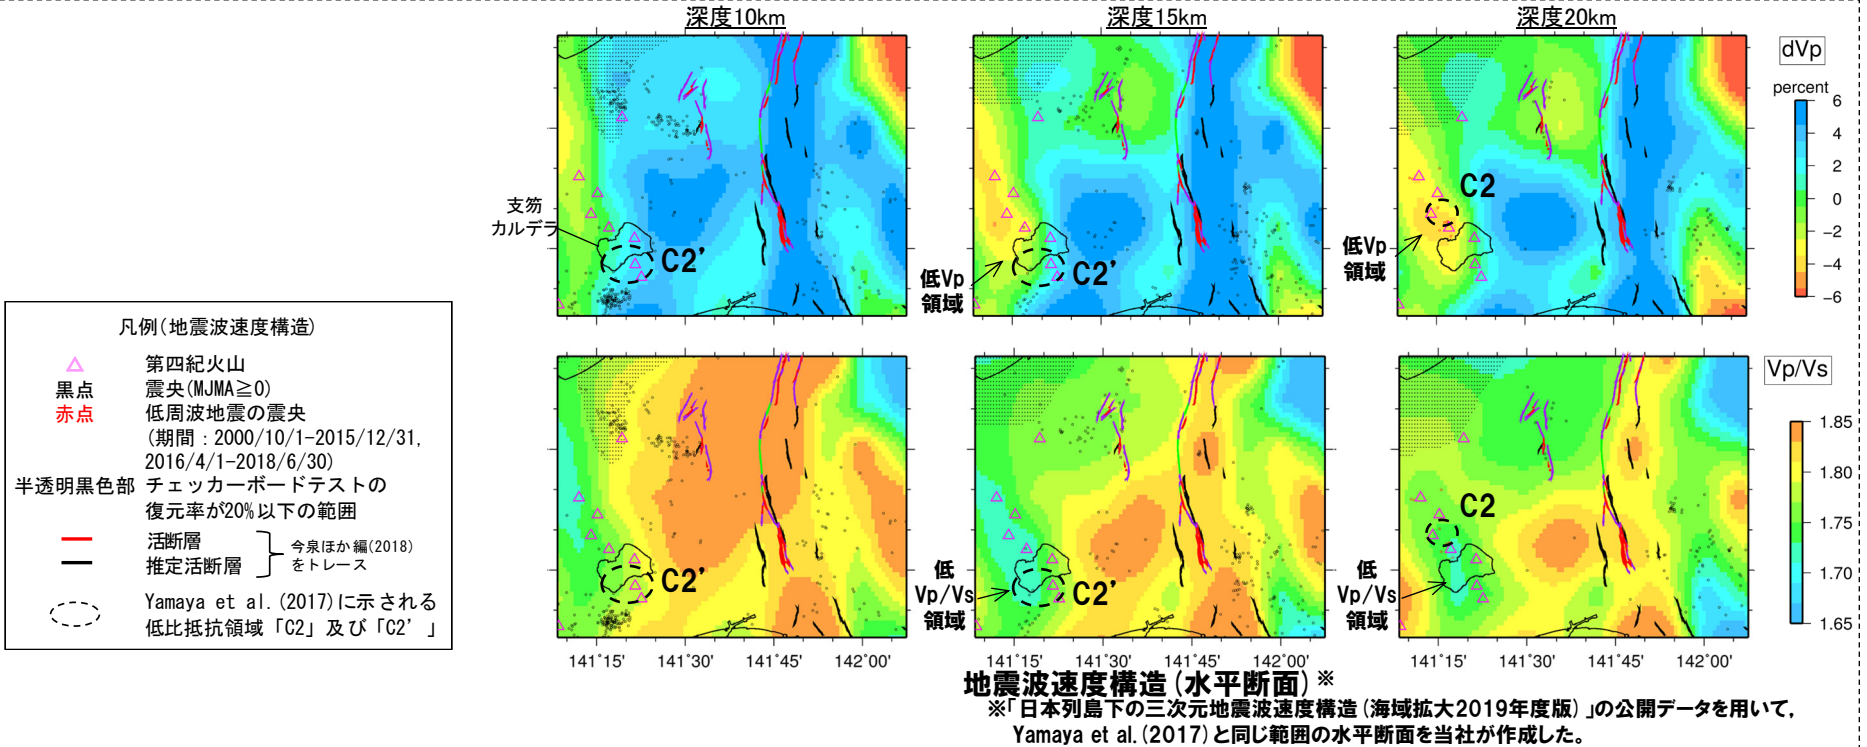 深度10km
深度15km
深度20km
dVp
percent
6
4
2
0
−2
−4
−6
支笏
カルデラ
C2’
低Vp
領域
C2’
低Vp
領域
C2
凡例(地震波速度構造)
第四紀火山
黒点 震央(MJMA≧0)
赤点 低周波地震の震央
(期間：2000/10/1-2015/12/31,
2016/4/1-2018/6/30)
半透明黒色部 チェッカーボードテストの
復元率が20%以下の範囲
活断層
推定活断層
今泉ほか編(2018)
をトレース
Yamaya et al.(2017)に示される
低比抵抗領域「C2」及び「C2’」
Vp/Vs
1.85
1.80
1.75
1.70
1.65
C2’
低
Vp/Vs
領域
C2’
低
Vp/Vs
領域
C2
141°15' 141°30' 141°45' 142°00'
141°15' 141°30' 141°45' 142°00'
141°15' 141°30' 141°45' 142°00'
地震波速度構造(水平断面)※
※「日本列島下の三次元地震波速度構造(海域拡大2019年度版)」の公開データを用いて,
Yamaya et al.(2017)と同じ範囲の水平断面を当社が作成した。